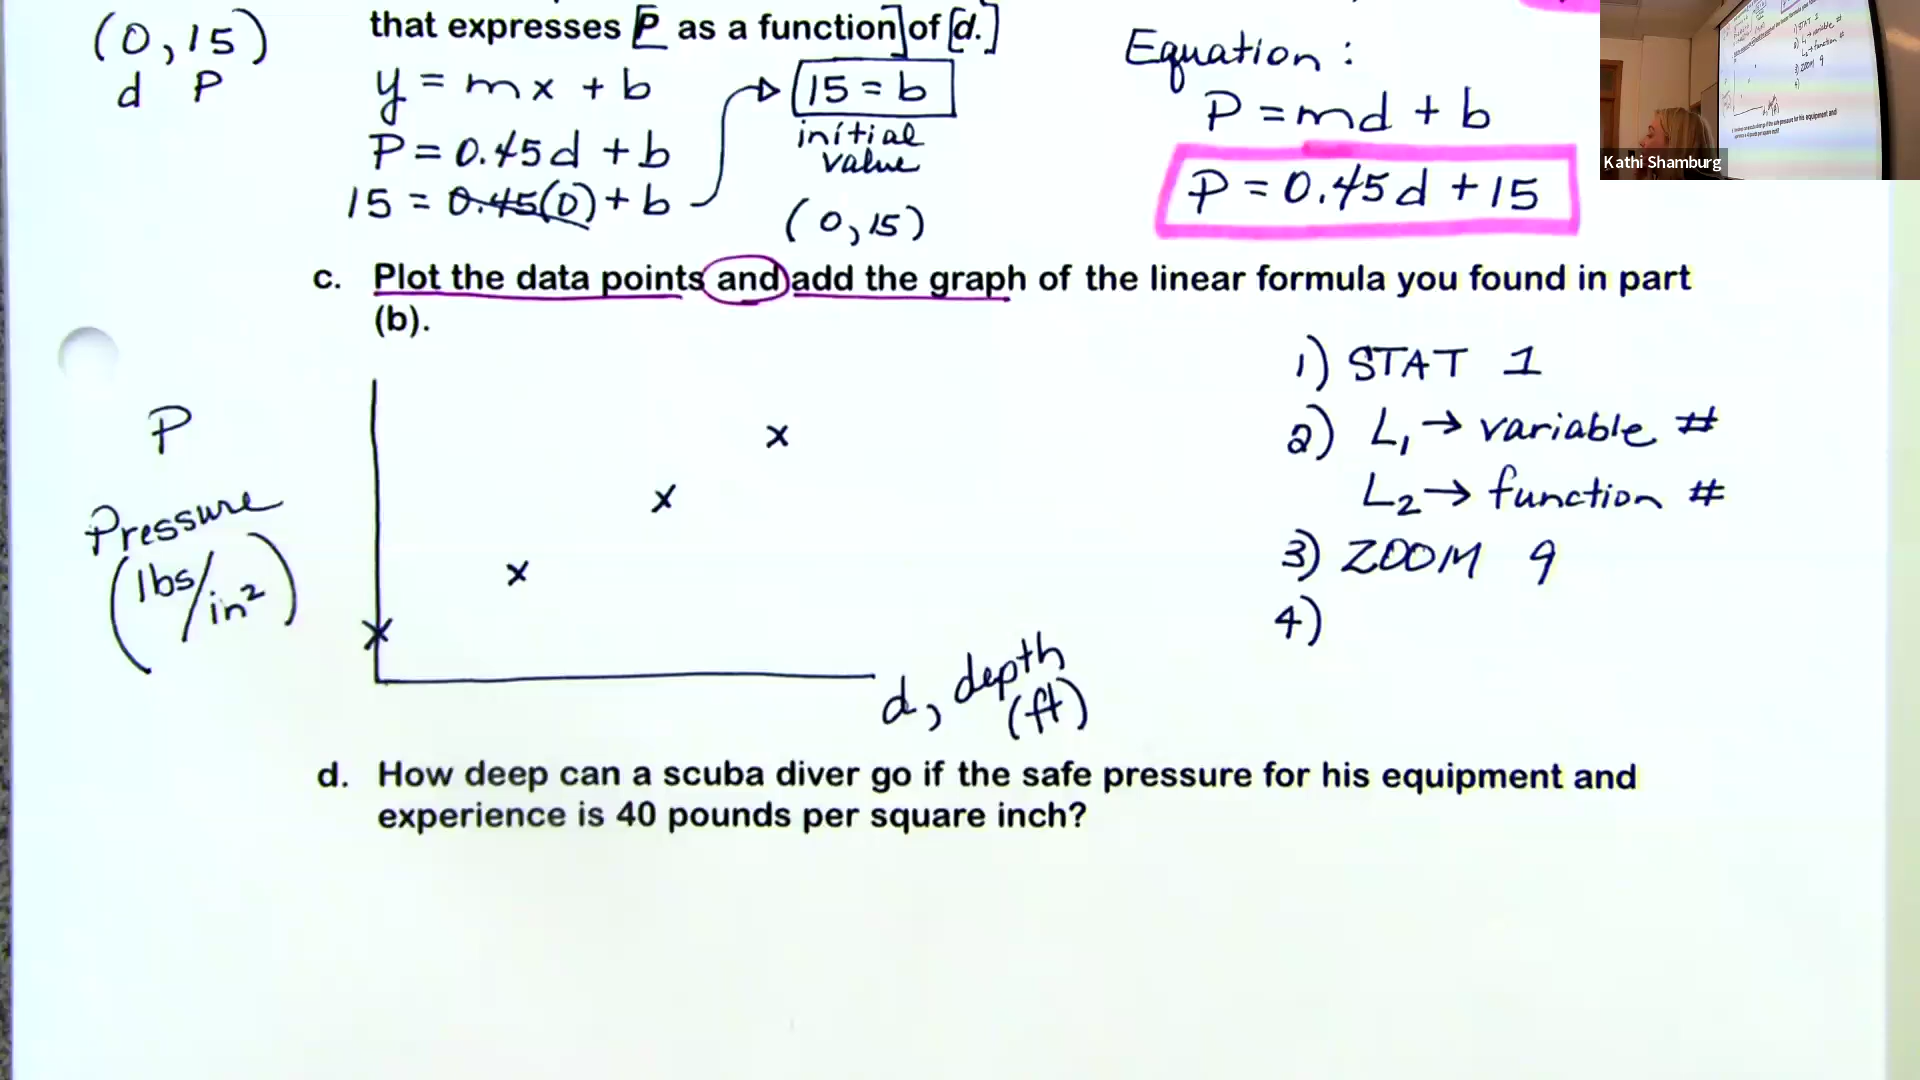 (0,15)
d P
that expresses [P as a function] of [d.]
y = mx + b
P = 0.45d + b
15 = 0.45(0) + b
15 = b
initial
value
(0,15)
Equation :
P = md + b
P = 0.45d + 15
Kathi Shamburg
c. Plot the data points and add the graph of the linear formula you found in part
(b).
P
Pressure
(lbs/in²)
x
x
x
x
d, depth
(ft)
1) STAT 1
2) L₁ → variable #
L₂ → function #
3) ZOOM 9
4)
d. How deep can a scuba diver go if the safe pressure for his equipment and
experience is 40 pounds per square inch?